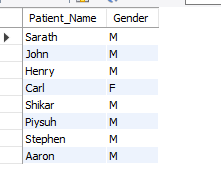 Patient_Name Gender
Sarath M
John M
Henry M
Carl F
Shikar M
Piysuh M
Stephen M
Aaron M